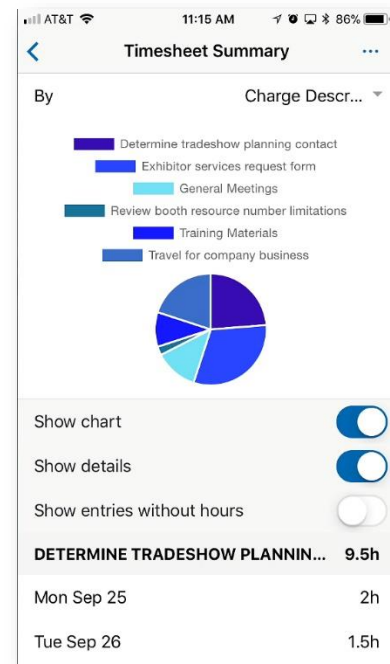 AT&T 11:15 AM 86%
Timesheet Summary ...
By Charge Descr...
Determine tradeshow planning contact
Exhibitor services request form
General Meetings
Review booth resource number limitations
Training Materials
Travel for company business
Show chart
Show details
Show entries without hours
DETERMINE TRADESHOW PLANNIN... 9.5h
Mon Sep 25 2h
Tue Sep 26 1.5h